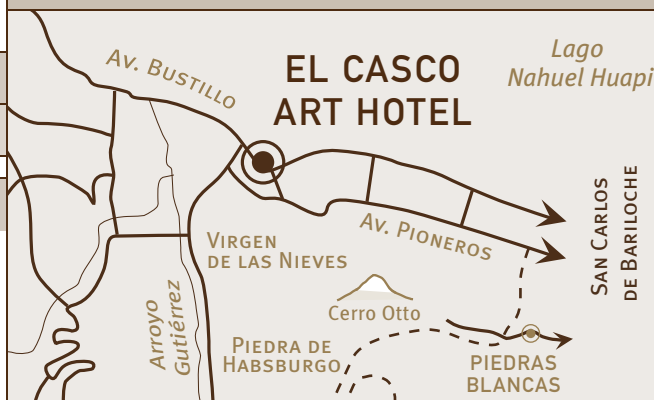 Lago
Nahuel Huapi
EL CASCO
ART HOTEL
Av. Bustillo
Av. Pioneros
San Carlos
de Bariloche
Virgen
de las Nieves
Cerro Otto
Arroyo
Gutiérrez
Piedra de
Habsburgo
PIEDRAS
BLANCAS